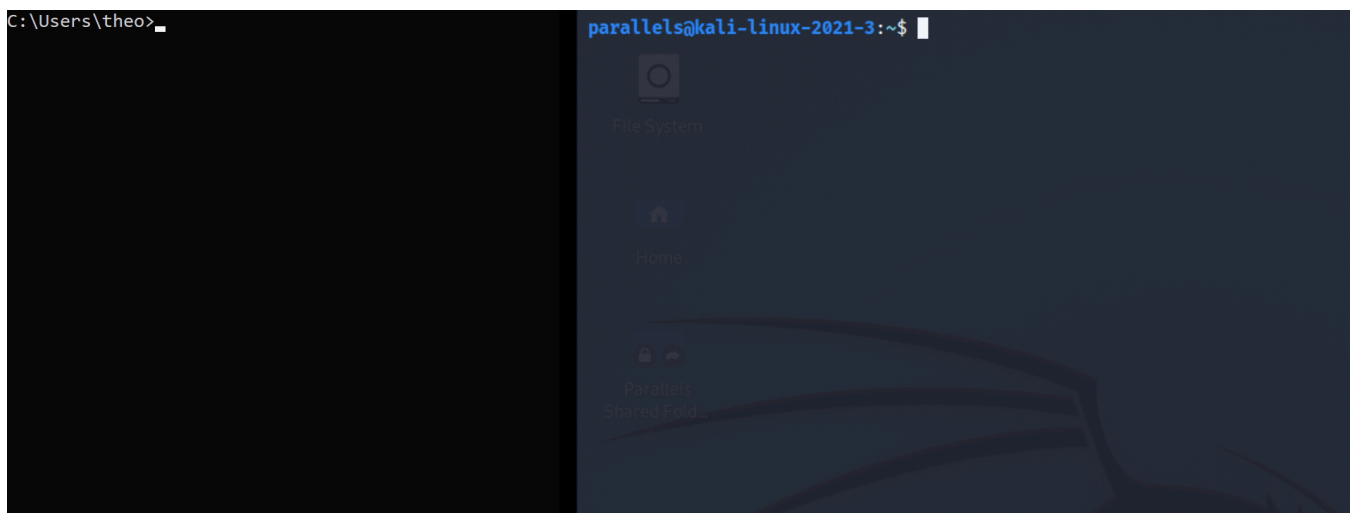 C:\Users\theo>
parallels@kali-linux-2021-3:~$
File System
Home
Parallels
Shared Fold...